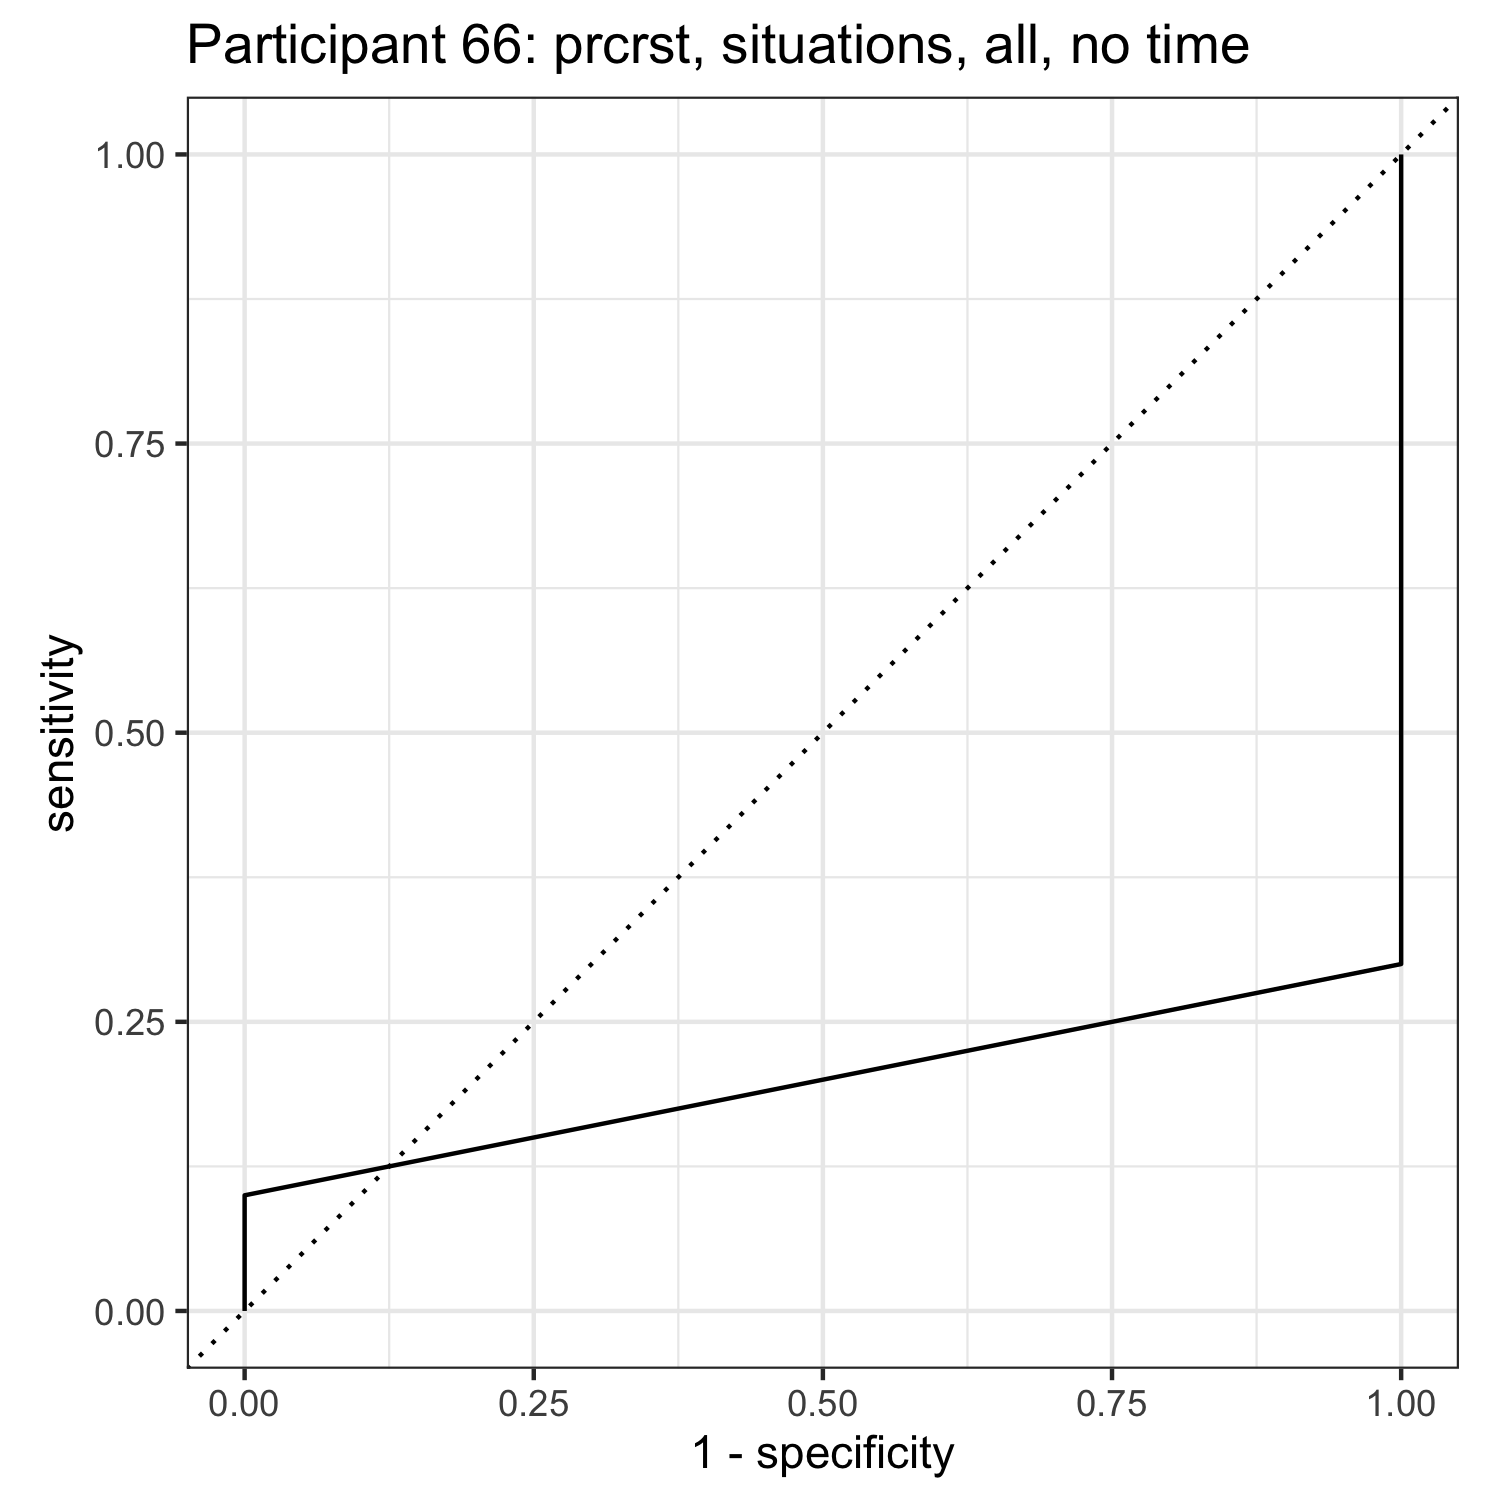 Participant 66: prcrst, situations, all, no time
1.00
0.75
0.50
0.25
0.00
sensitivity
0.00 0.25 0.50 0.75 1.00
1 - specificity